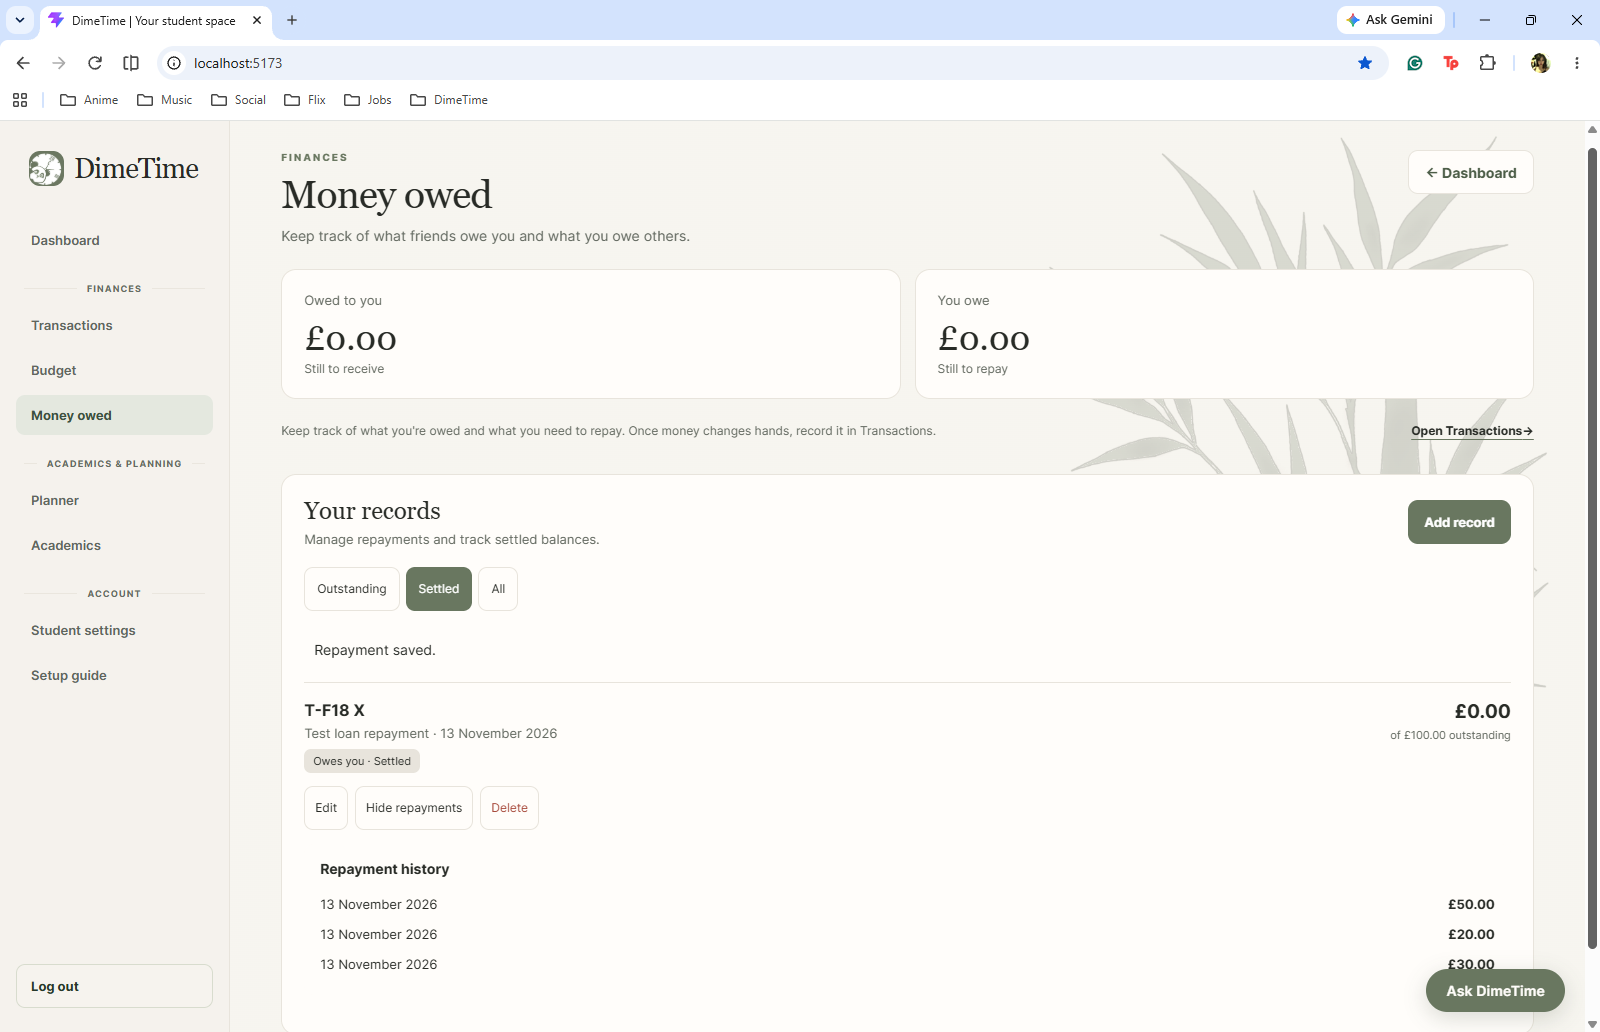 DimeTime | Your student space
Ask Gemini
localhost:5173
Anime
Music
Social
Flix
Jobs
DimeTime
DimeTime
Dashboard
FINANCES
Transactions
Budget
Money owed
ACADEMICS & PLANNING
Planner
Academics
ACCOUNT
Student settings
Setup guide
Log out
FINANCES
Money owed
Keep track of what friends owe you and what you owe others.
← Dashboard
Owed to you
£0.00
Still to receive
You owe
£0.00
Still to repay
Keep track of what you're owed and what you need to repay. Once money changes hands, record it in Transactions.
Open Transactions→
Your records
Manage repayments and track settled balances.
Add record
Outstanding
Settled
All
Repayment saved.
T-F18 X
£0.00
Test loan repayment · 13 November 2026
of £100.00 outstanding
Owes you · Settled
Edit
Hide repayments
Delete
Repayment history
13 November 2026
£50.00
13 November 2026
£20.00
13 November 2026
£30.00
Ask DimeTime